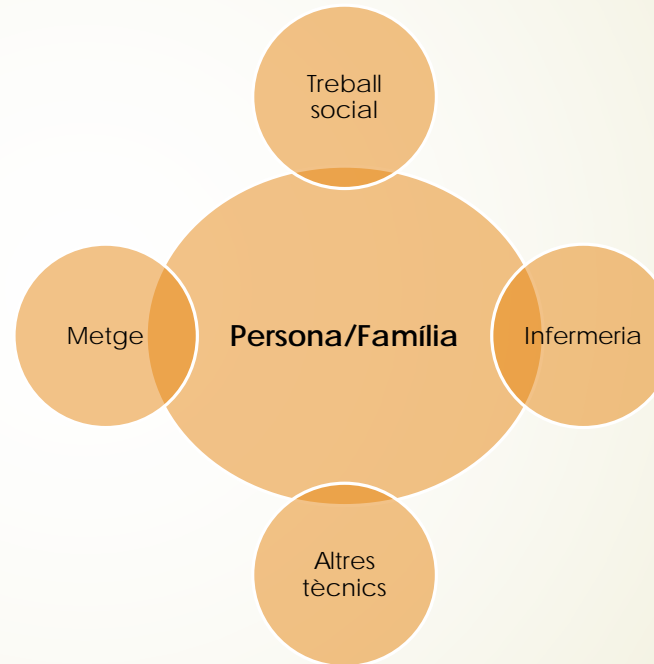 Treball
social
Metge
Persona/Família
Infermeria
Altres
tècnics